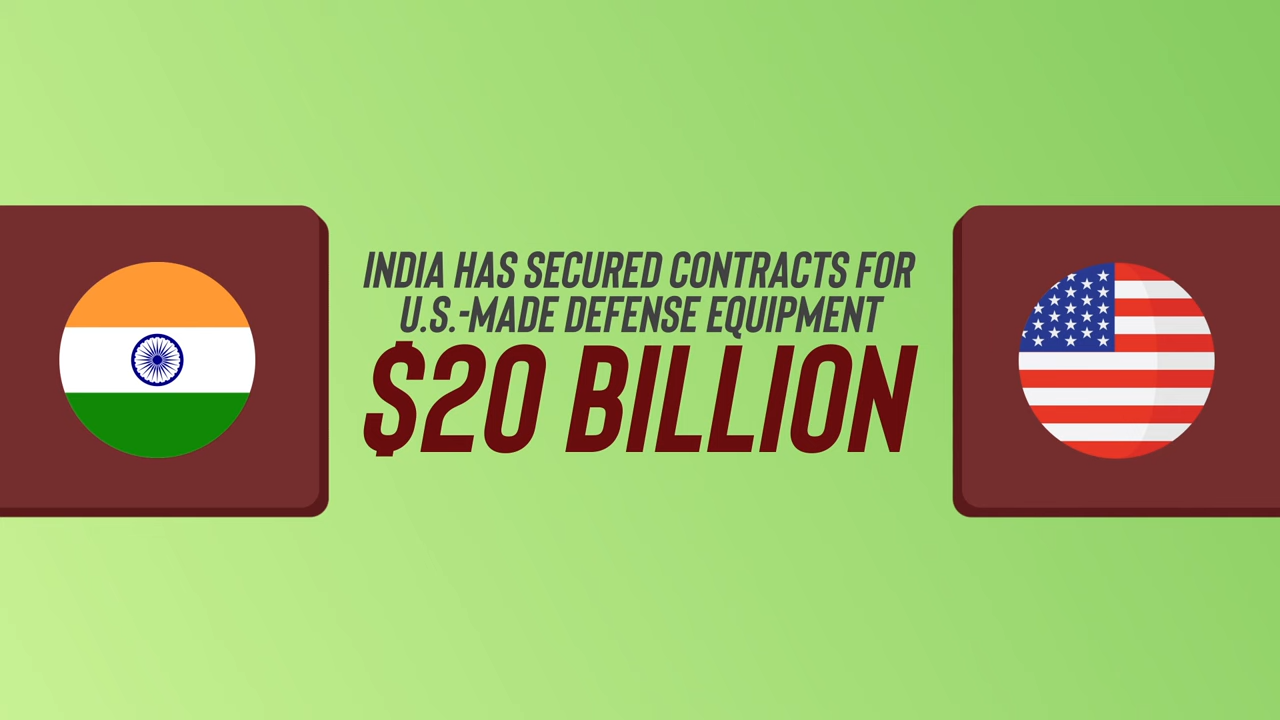 INDIA HAS SECURED CONTRACTS FOR
U.S.-MADE DEFENSE EQUIPMENT
$20 BILLION